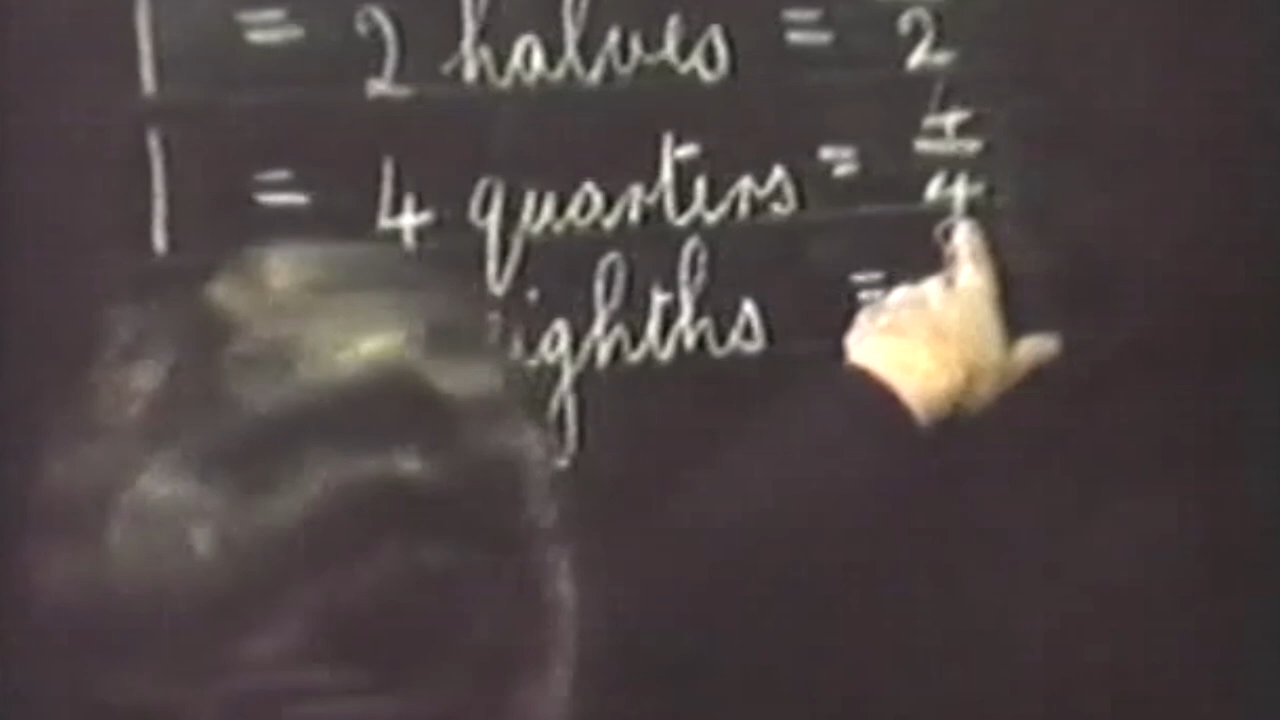 1 = 2 halves = 2
1 = 4 quarters = 4/4
ighths =